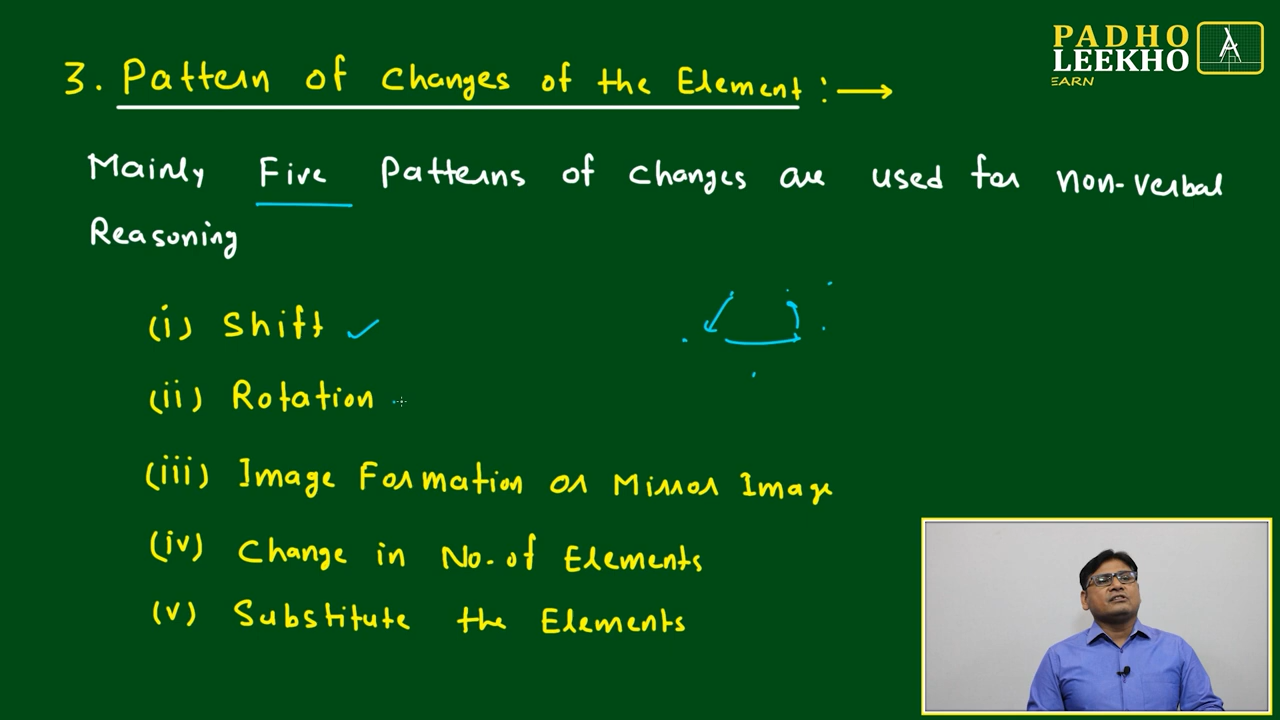 PADHO
LEEKHO
EARN
3. Pattern of changes of the Element :→
Mainly Five Patterns of changes are used for non-verbal
Reasoning
(i) Shift ✓
(ii) Rotation
(iii) Image Formation or Mirror Image
(iv) Change in No. of Elements
(v) Substitute the Elements